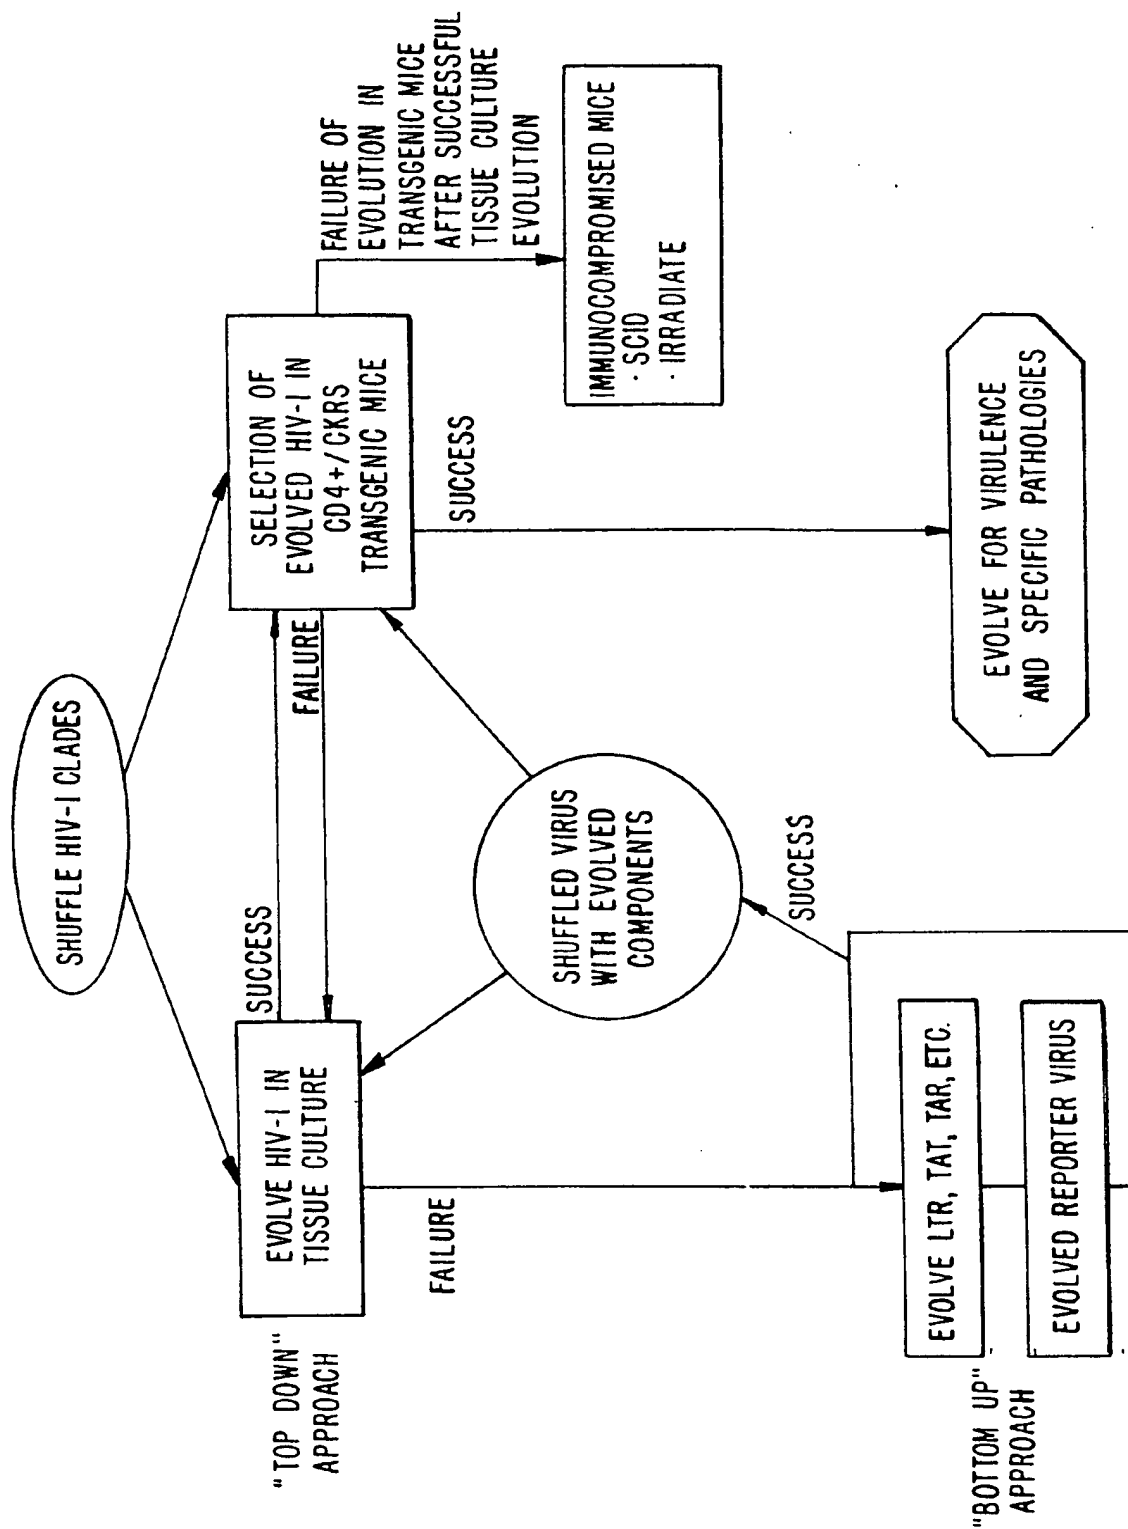 SHUFFLE HIV-1 CLADES
"TOP DOWN"
APPROACH
EVOLVE HIV-1 IN
TISSUE CULTURE
SUCCESS
FAILURE
SELECTION OF
EVOLVED HIV-1 IN
CD4+/CKRS
TRANSGENIC MICE
FAILURE OF
EVOLUTION IN
TRANSGENIC MICE
AFTER SUCCESSFUL
TISSUE CULTURE
EVOLUTION
FAILURE
SHUFFLED VIRUS
WITH EVOLVED
COMPONENTS
SUCCESS
IMMUNOCOMPROMISED MICE
· SCID
· IRRADIATE
SUCCESS
"BOTTOM UP"
APPROACH
EVOLVE LTR, TAT, TAR, ETC.
EVOLVED REPORTER VIRUS
EVOLVE FOR VIRULENCE
AND SPECIFIC PATHOLOGIES